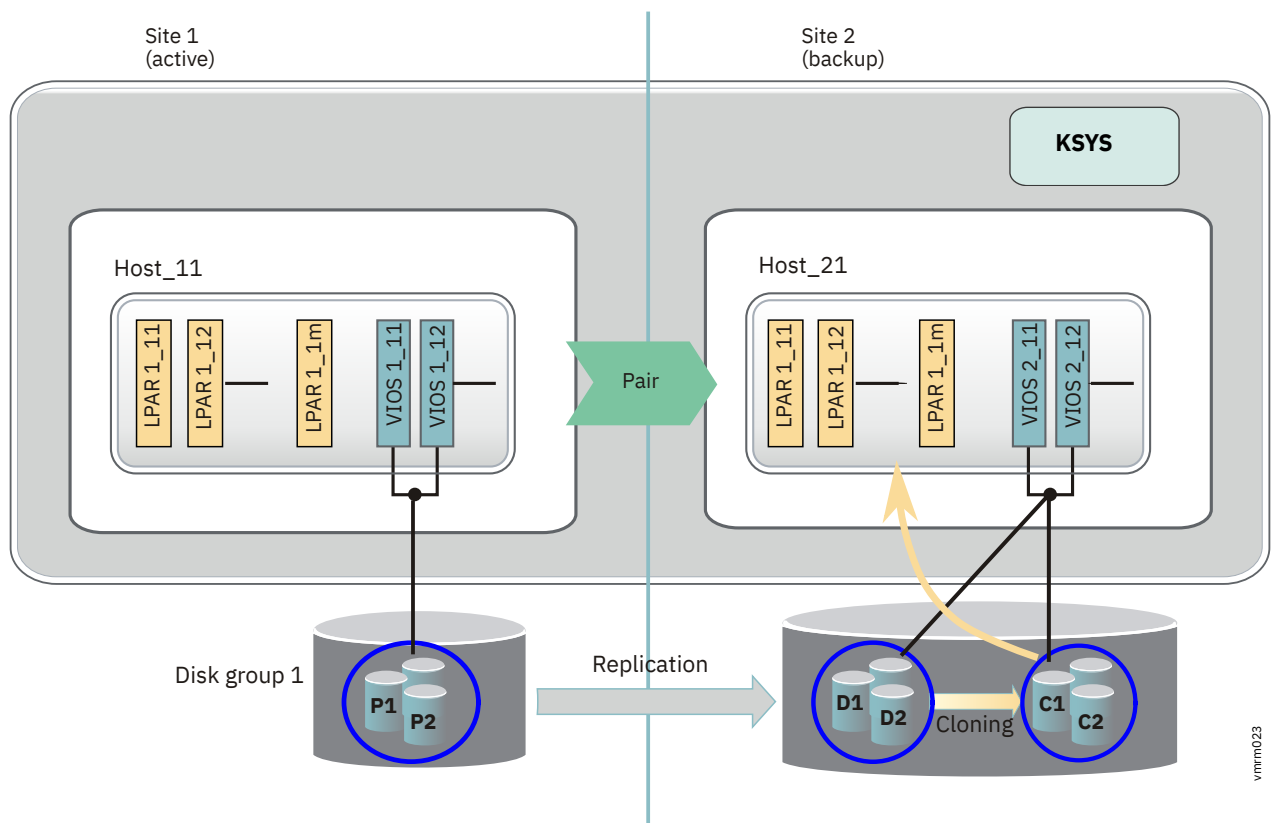 Site 1
(active)
Site 2
(backup)
KSYS
Host_11
Host_21
LPAR 1_11
LPAR 1_12
LPAR 1_1m
VIOS 1_11
VIOS 1_12
Pair
LPAR 1_11
LPAR 1_12
LPAR 1_1m
VIOS 2_11
VIOS 2_12
Disk group 1
P1
P2
Replication
D1
D2
Cloning
C1
C2
vmrm023